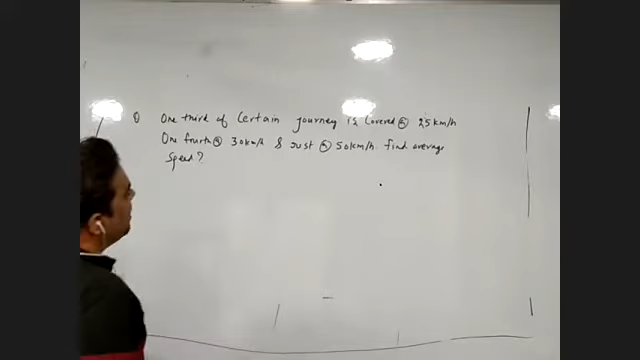 Q One third of Certain journey is Covered @ 25km/h
One fourth @ 30km/h & rest @ 50km/h. find average
Speed?